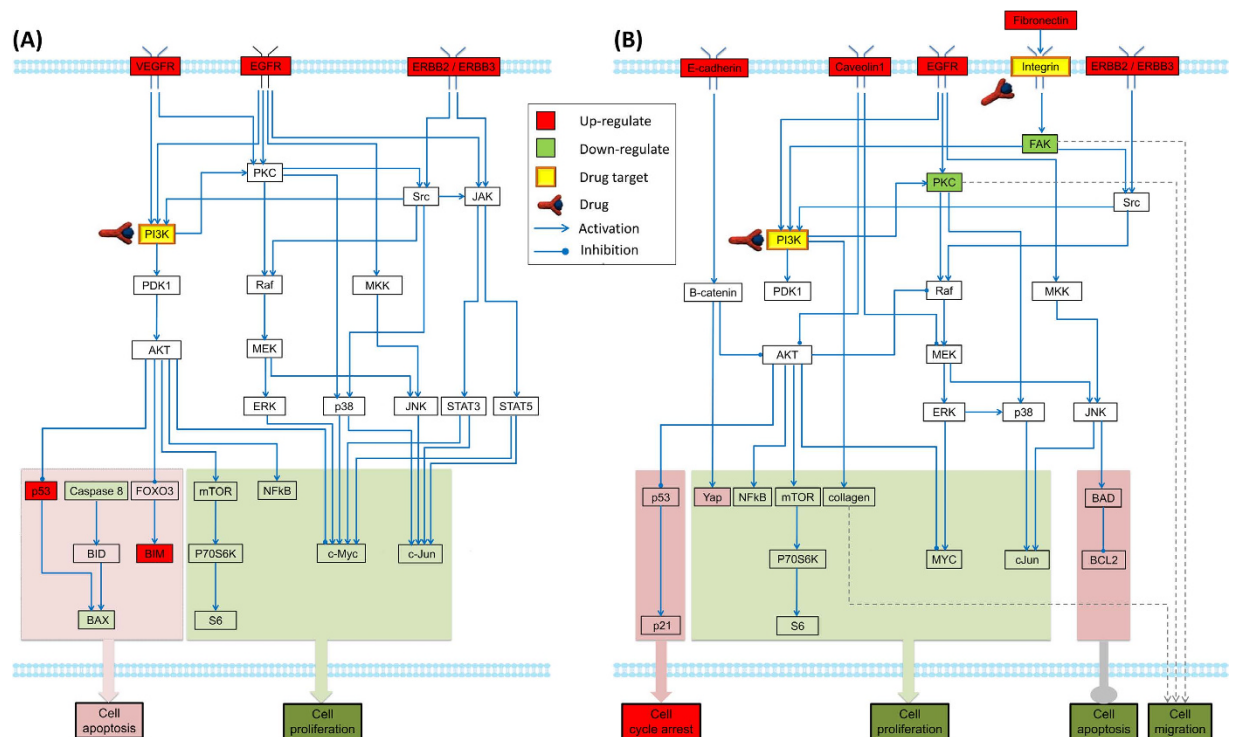 (A)
VEGFR
EGFR
ERBB2 / ERBB3
PKC
Src
JAK
PI3K
PDK1
Raf
MKK
AKT
MEK
ERK
p38
JNK
STAT3
STAT5
p53
Caspase 8
FOXO3
mTOR
NFkB
BID
BIM
P70S6K
c-Myc
c-Jun
BAX
S6
Cell
apoptosis
Cell
proliferation
Up-regulate
Down-regulate
Drug target
Drug
Activation
Inhibition
(B)
Fibronectin
E-cadherin
Caveolin1
EGFR
Integrin
ERBB2 / ERBB3
FAK
PKC
Src
PI3K
B-catenin
PDK1
Raf
MKK
AKT
MEK
ERK
p38
JNK
p53
Yap
NFkB
mTOR
collagen
BAD
P70S6K
MYC
cJun
BCL2
p21
S6
Cell
cycle arrest
Cell
proliferation
Cell
apoptosis
Cell
migration